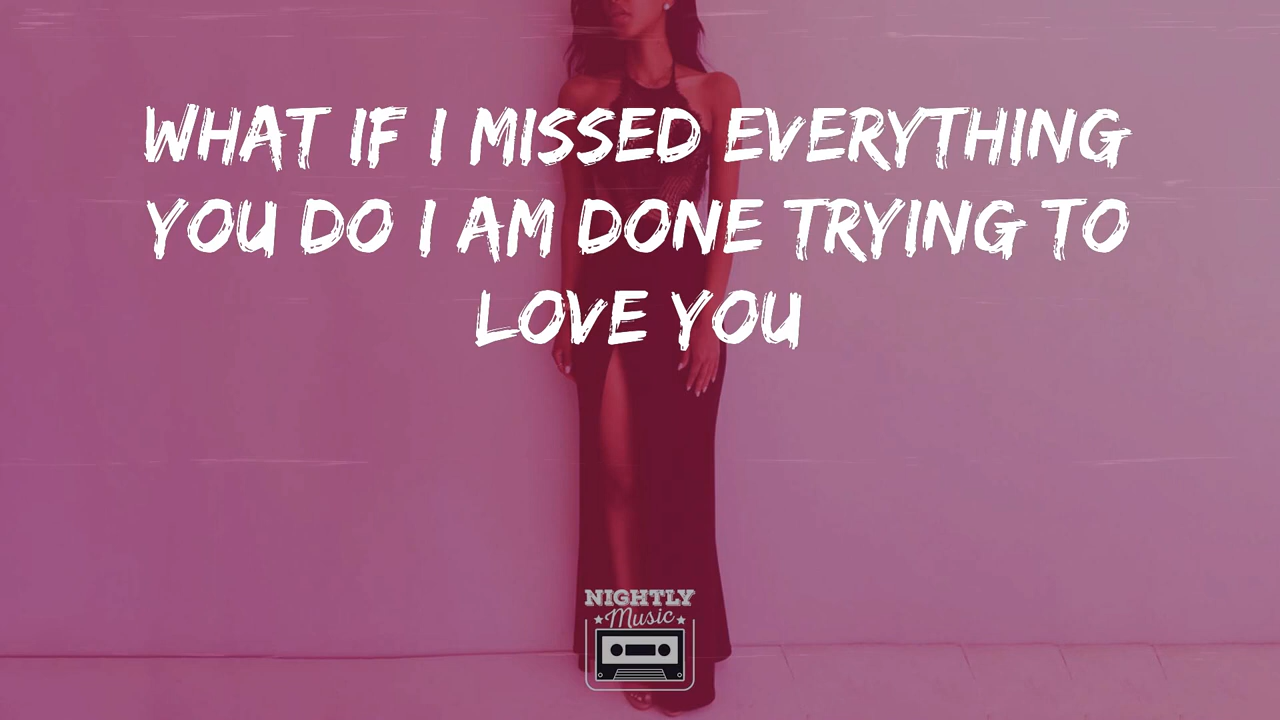 WHAT IF I MISSED EVERYTHING
YOU DO I AM DONE TRYING TO
LOVE YOU
NIGHTLY
Music